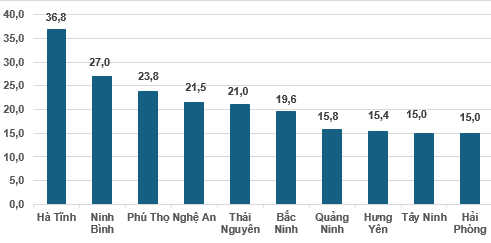 40,0
35,0
30,0
25,0
20,0
15,0
10,0
5,0
0,0
36,8
27,0
23,8
21,5
21,0
19,6
15,8
15,4
15,0
15,0
Hà Tĩnh
Ninh
Bình
Phú Thọ
Nghệ An
Thái
Nguyên
Bắc
Ninh
Quảng
Ninh
Hưng
Yên
Tây Ninh
Hải
Phòng